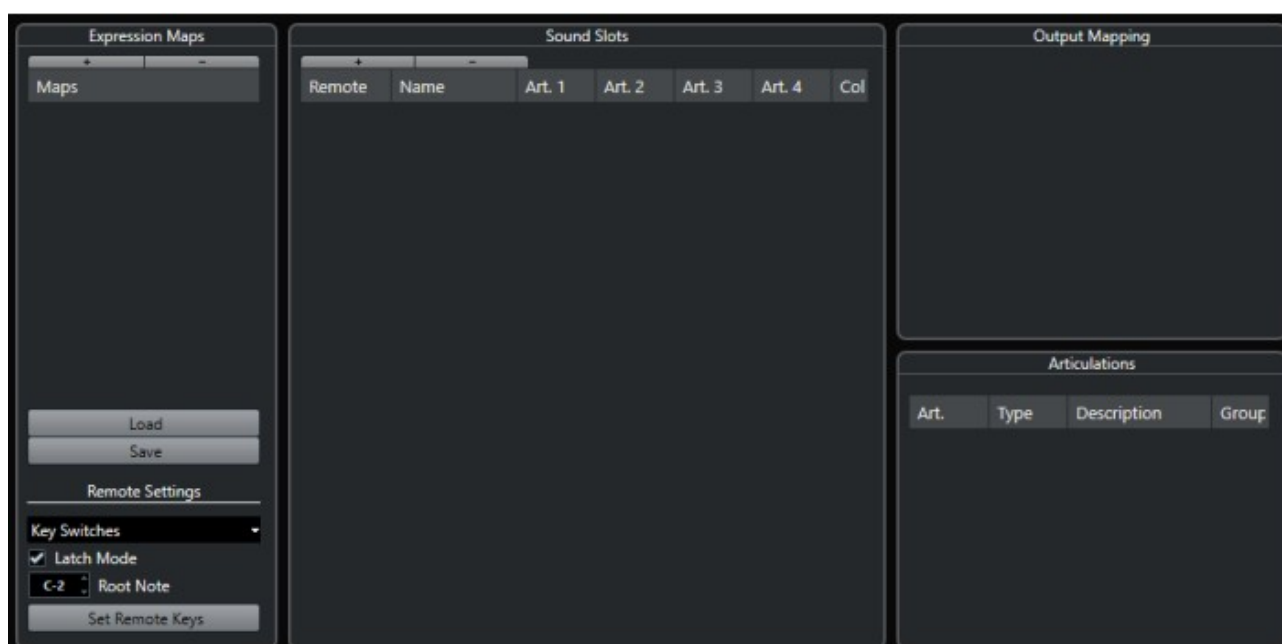 Expression Maps
+ -
Maps
Load
Save
Remote Settings
Key Switches
Latch Mode
C-2 Root Note
Set Remote Keys
Sound Slots
+ -
Remote Name Art. 1 Art. 2 Art. 3 Art. 4 Col
Output Mapping
Articulations
Art. Type Description Group